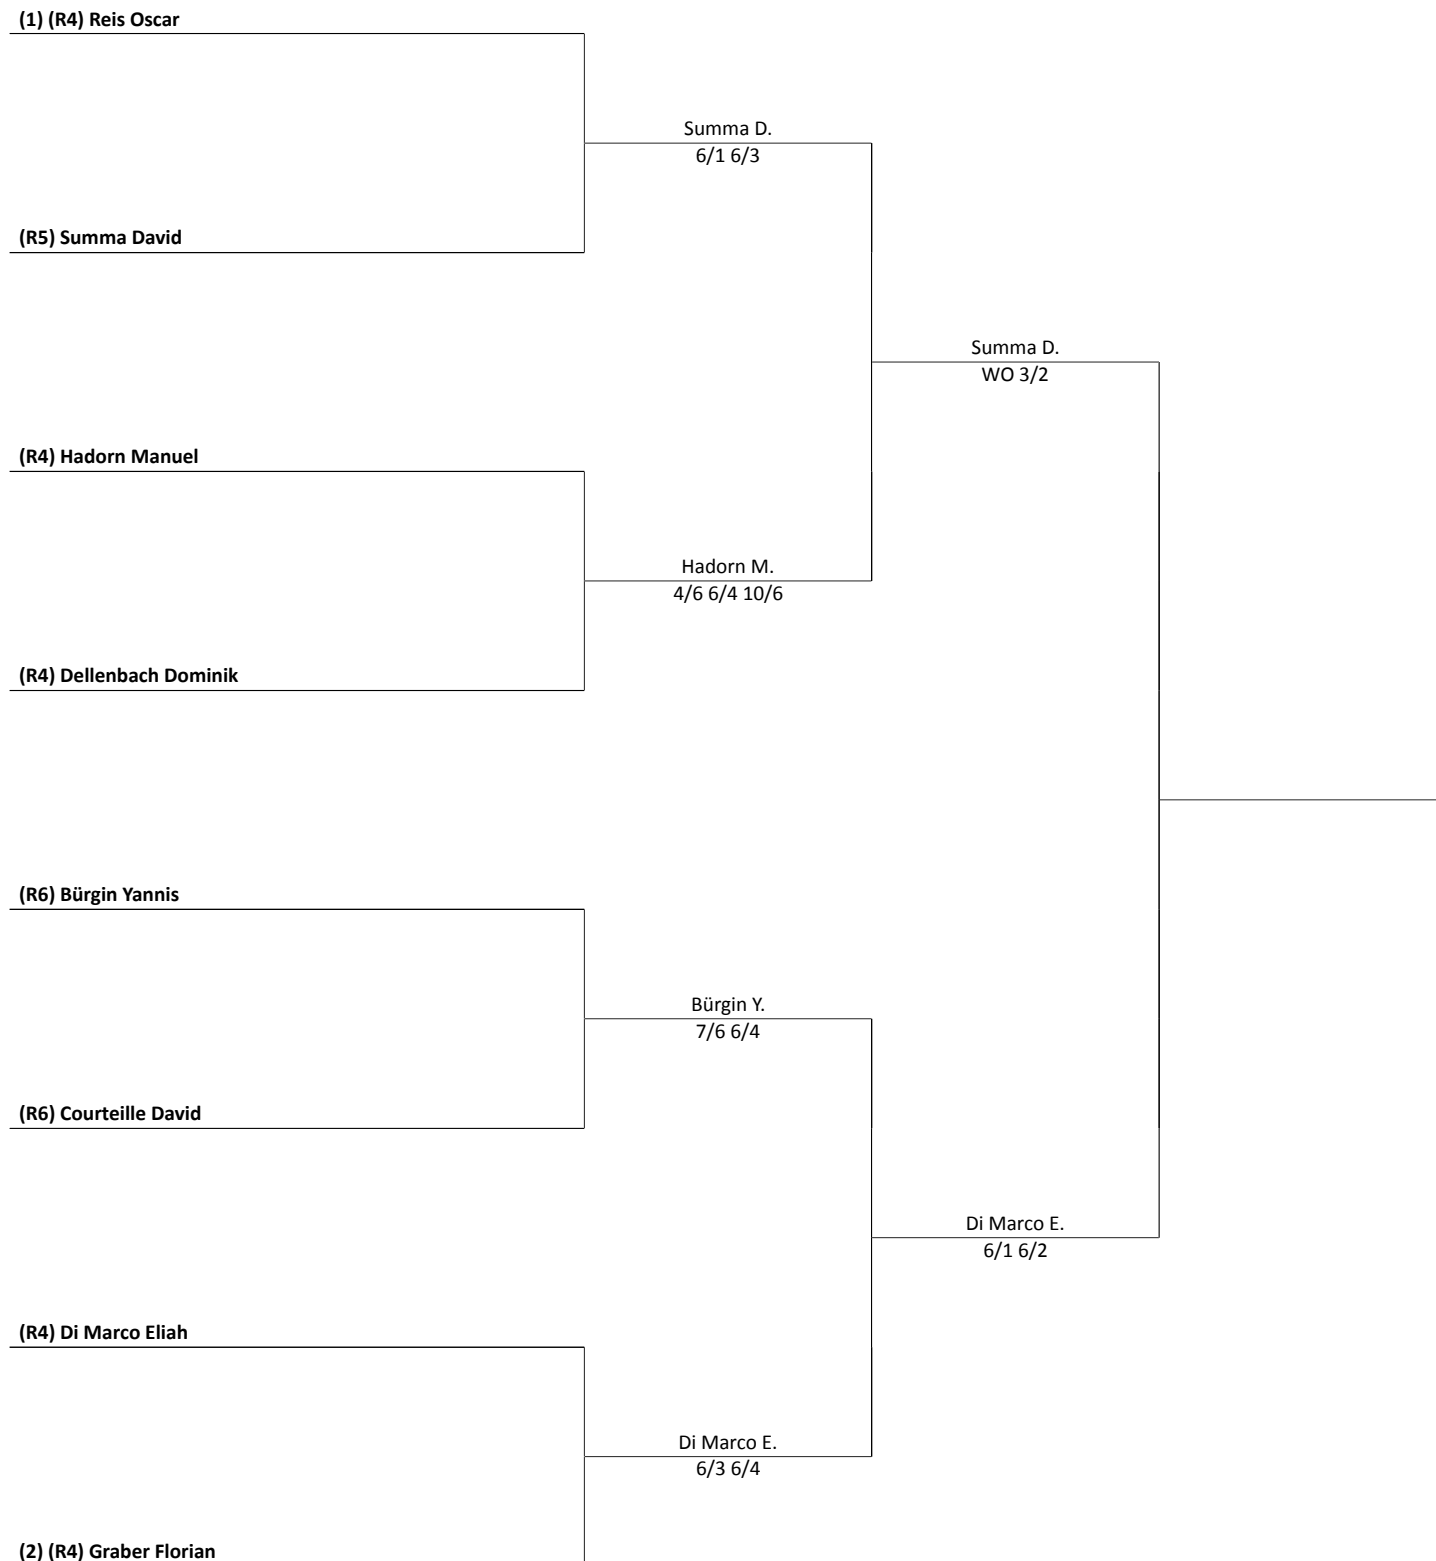 (1) (R4) Reis Oscar
Summa D.
6/1 6/3
(R5) Summa David
Summa D.
WO 3/2
(R4) Hadorn Manuel
Hadorn M.
4/6 6/4 10/6
(R4) Dellenbach Dominik
(R6) Bürgin Yannis
Bürgin Y.
7/6 6/4
(R6) Courteille David
Di Marco E.
6/1 6/2
(R4) Di Marco Eliah
Di Marco E.
6/3 6/4
(2) (R4) Graber Florian